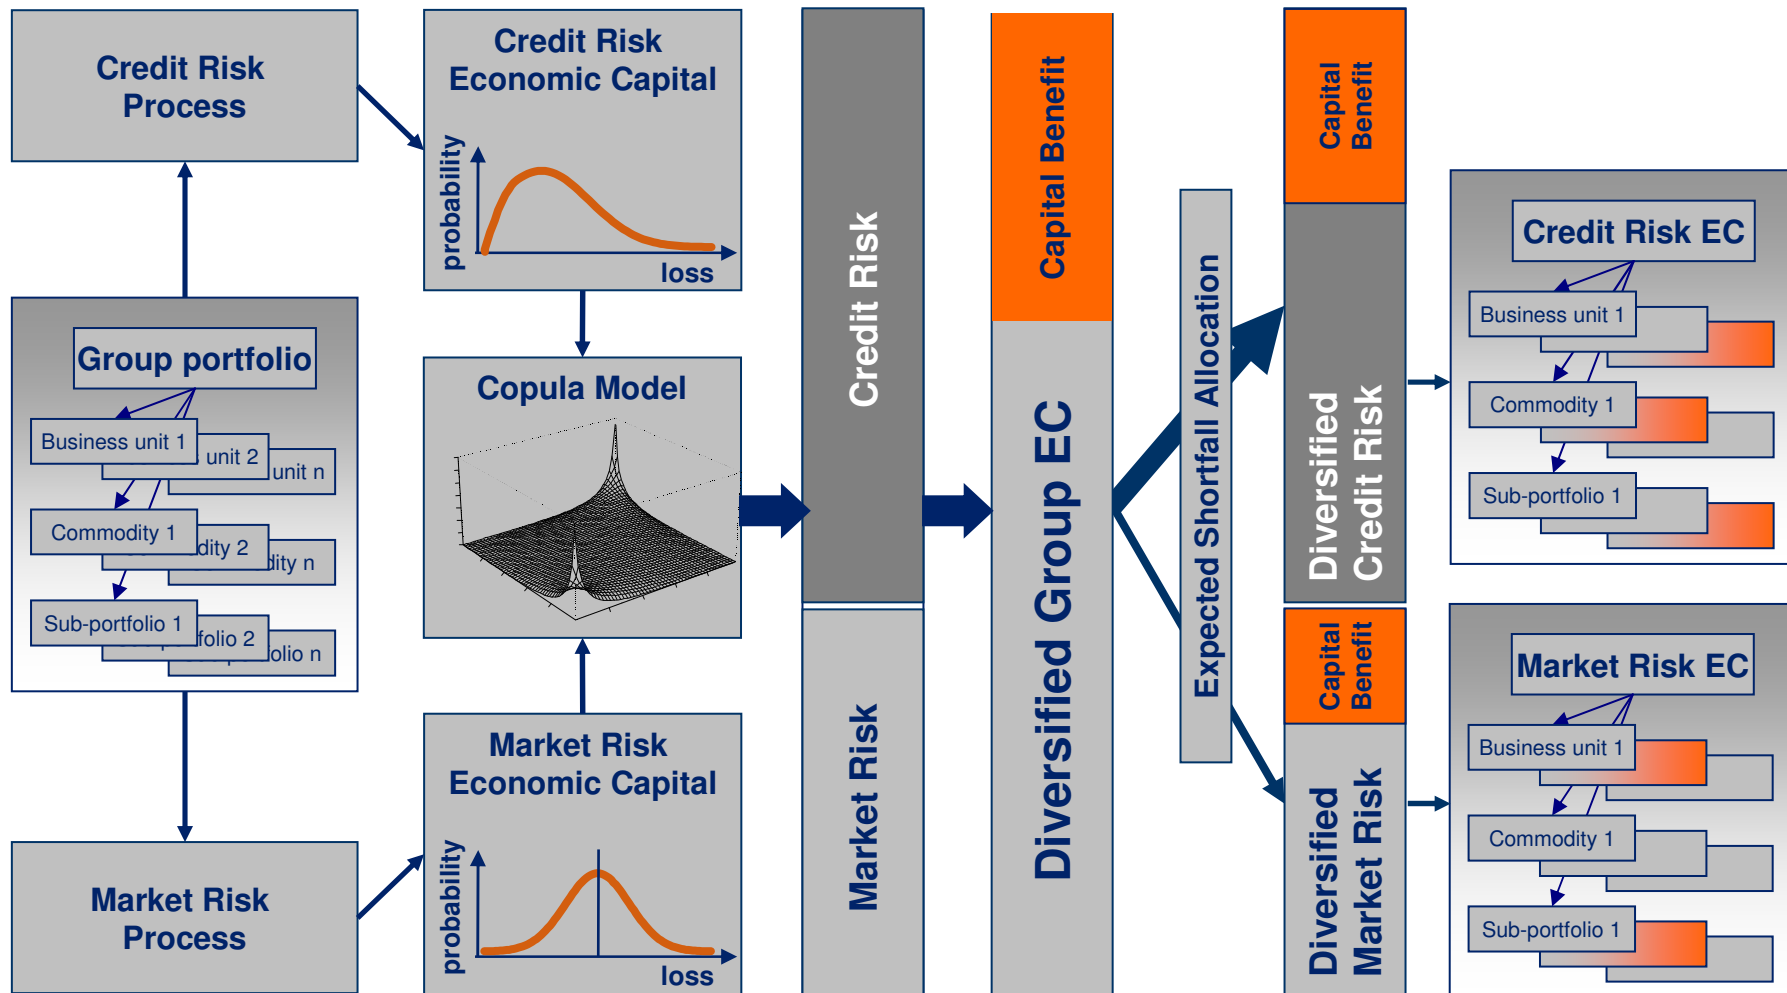 Credit Risk
Process
Group portfolio
Business unit 1
unit 2
unit n
Commodity 1
dity 2
dity n
Sub-portfolio 1
folio 2
folio n
Market Risk
Process
Credit Risk
Economic Capital
probability
loss
Copula Model
Market Risk
Economic Capital
probability
loss
Credit Risk
Market Risk
Capital Benefit
Diversified Group EC
Expected Shortfall Allocation
Capital
Benefit
Diversified
Credit Risk
Capital
Benefit
Diversified
Market Risk
Credit Risk EC
Business unit 1
Commodity 1
Sub-portfolio 1
Market Risk EC
Business unit 1
Commodity 1
Sub-portfolio 1